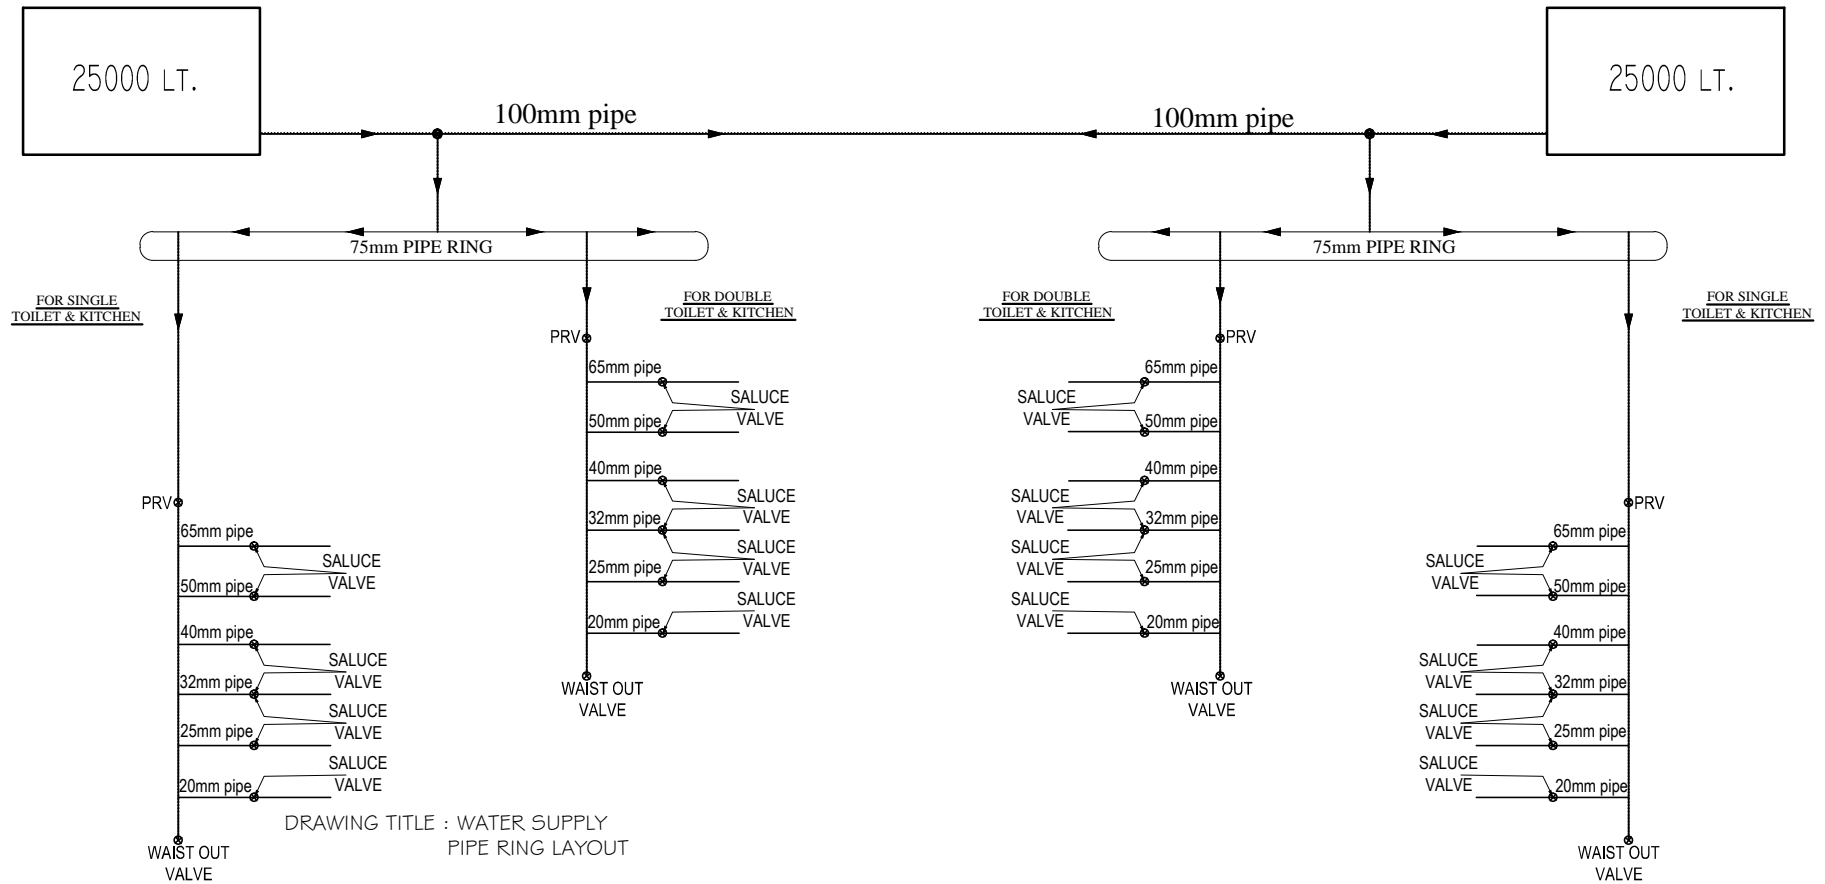 25000 LT.
25000 LT.
100mm pipe
100mm pipe
75mm PIPE RING
75mm PIPE RING
FOR SINGLE
TOILET & KITCHEN
PRV
65mm pipe
SALUCE
VALVE
50mm pipe
40mm pipe
SALUCE
VALVE
32mm pipe
SALUCE
VALVE
25mm pipe
SALUCE
VALVE
20mm pipe
WAIST OUT
VALVE
FOR DOUBLE
TOILET & KITCHEN
PRV
65mm pipe
SALUCE
VALVE
50mm pipe
40mm pipe
SALUCE
VALVE
32mm pipe
SALUCE
VALVE
25mm pipe
SALUCE
VALVE
20mm pipe
WAIST OUT
VALVE
FOR DOUBLE
TOILET & KITCHEN
PRV
65mm pipe
SALUCE
VALVE
50mm pipe
40mm pipe
SALUCE
VALVE
32mm pipe
SALUCE
VALVE
25mm pipe
SALUCE
VALVE
20mm pipe
WAIST OUT
VALVE
FOR SINGLE
TOILET & KITCHEN
PRV
65mm pipe
SALUCE
VALVE
50mm pipe
40mm pipe
SALUCE
VALVE
32mm pipe
SALUCE
VALVE
25mm pipe
SALUCE
VALVE
20mm pipe
WAIST OUT
VALVE
DRAWING TITLE : WATER SUPPLY
PIPE RING LAYOUT